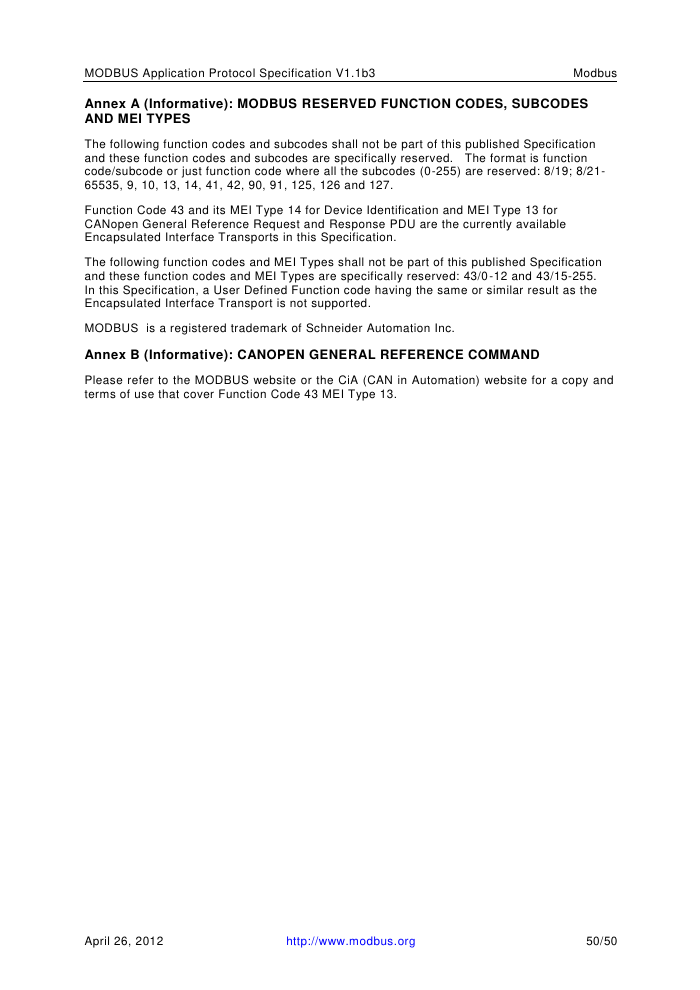 MODBUS Application Protocol Specification V1.1b3 Modbus
Annex A (Informative): MODBUS RESERVED FUNCTION CODES, SUBCODES
AND MEI TYPES
The following function codes and subcodes shall not be part of this published Specification
and these function codes and subcodes are specifically reserved. The format is function
code/subcode or just function code where all the subcodes (0-255) are reserved: 8/19; 8/21-
65535, 9, 10, 13, 14, 41, 42, 90, 91, 125, 126 and 127.
Function Code 43 and its MEI Type 14 for Device Identification and MEI Type 13 for
CANopen General Reference Request and Response PDU are the currently available
Encapsulated Interface Transports in this Specification.
The following function codes and MEI Types shall not be part of this published Specification
and these function codes and MEI Types are specifically reserved: 43/0-12 and 43/15-255.
In this Specification, a User Defined Function code having the same or similar result as the
Encapsulated Interface Transport is not supported.
MODBUS is a registered trademark of Schneider Automation Inc.
Annex B (Informative): CANOPEN GENERAL REFERENCE COMMAND
Please refer to the MODBUS website or the CiA (CAN in Automation) website for a copy and
terms of use that cover Function Code 43 MEI Type 13.
April 26, 2012 http://www.modbus.org 50/50